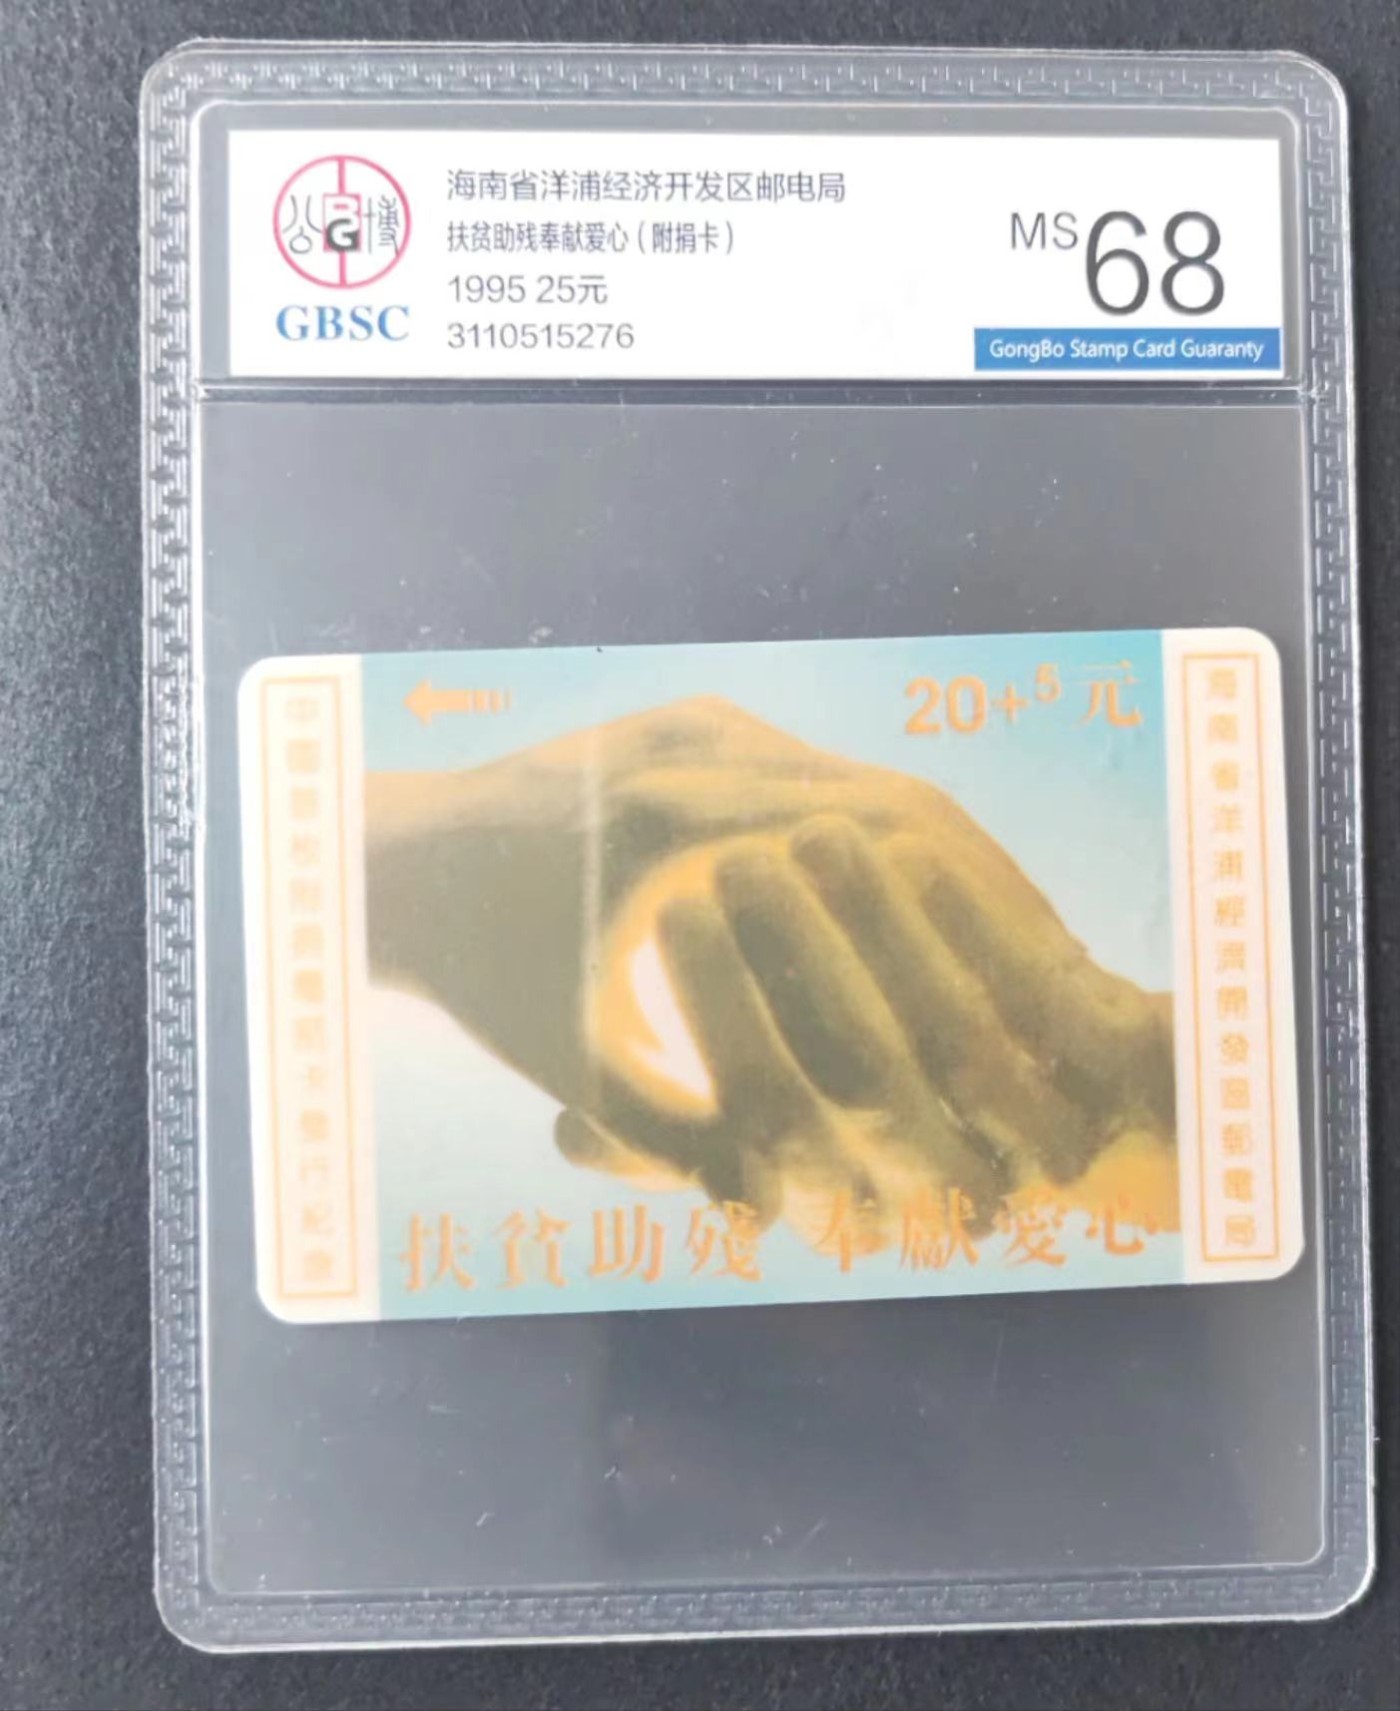 公博
BG
GBSC
海南省洋浦经济开发区邮电局
扶贫助残奉献爱心(附捐卡)
1995 25元
3110515276
MS 68
GongBo Stamp Card Guaranty
20+5元
海南省洋浦經濟開發區郵電局
扶貧助殘 奉獻愛心